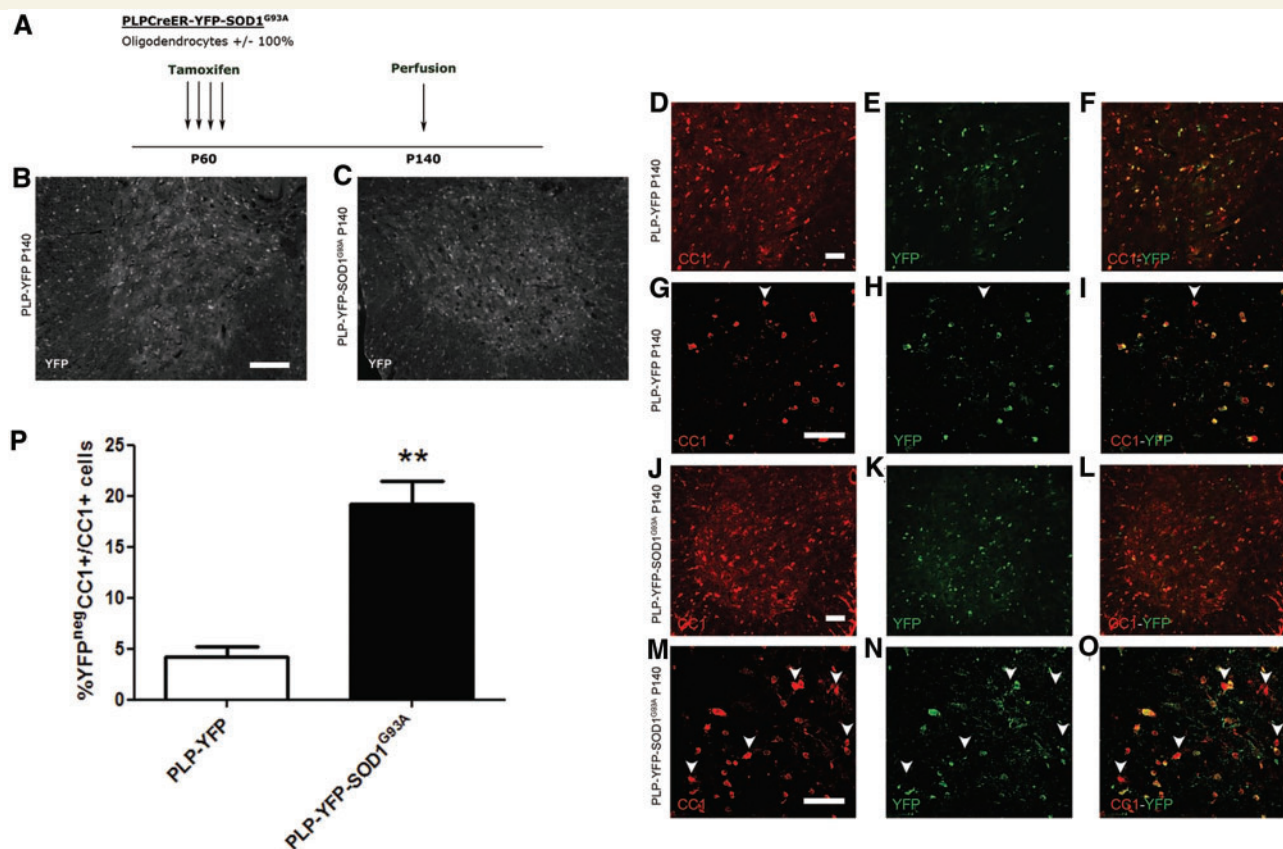 A
PLPCreER-YFP-SOD1G93A
Oligodendrocytes +/- 100%
Tamoxifen
Perfusion
P60
P140
B
PLP-YFP P140
YFP
C
PLP-YFP-SOD1G93A P140
YFP
D
PLP-YFP P140
CC1
E
YFP
F
CC1-YFP
G
PLP-YFP P140
CC1
H
YFP
I
CC1-YFP
J
PLP-YFP-SOD1G93A P140
CC1
K
YFP
L
CC1-YFP
M
PLP-YFP-SOD1G93A P140
CC1
N
YFP
O
CC1-YFP
P
%YFPnegCC1+/CC1+ cells
25
20
15
10
5
0
**
PLP-YFP
PLP-YFP-SOD1G93A